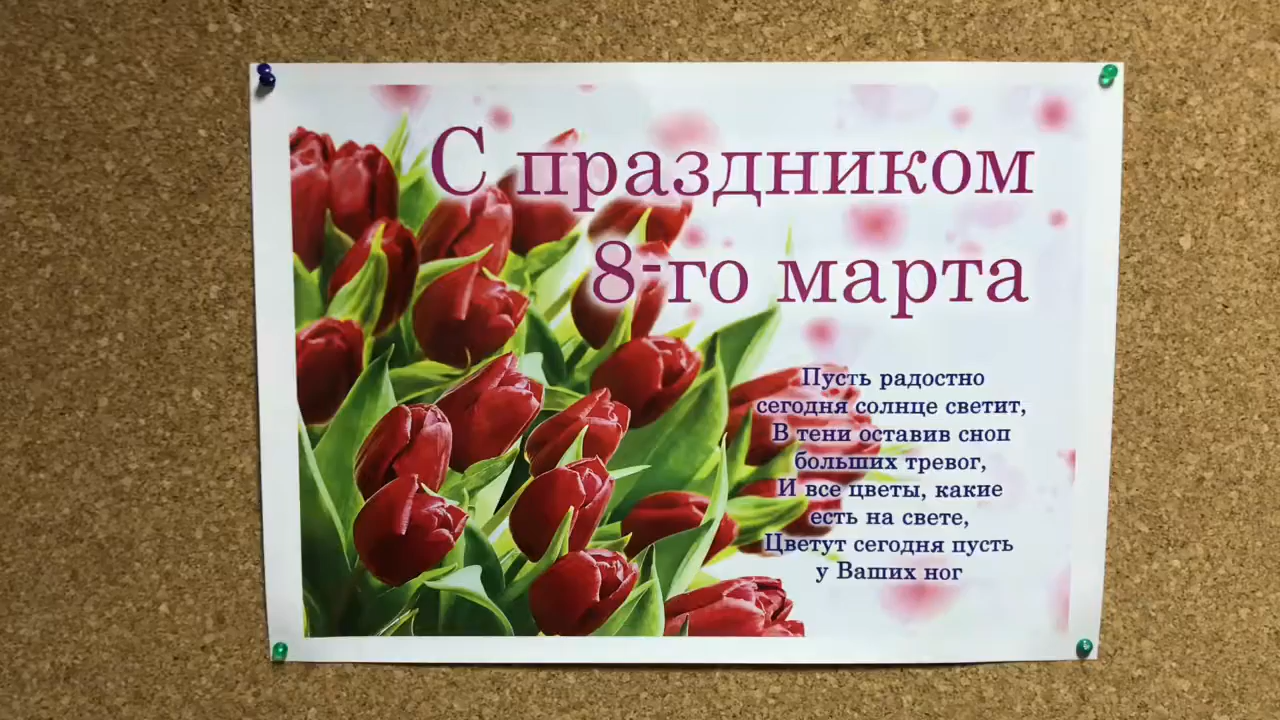 С праздником
8-го марта
Пусть радостно
сегодня солнце светит,
В тени оставив сноп
больших тревог,
И все цветы, какие
есть на свете,
Цветут сегодня пусть
у Ваших ног